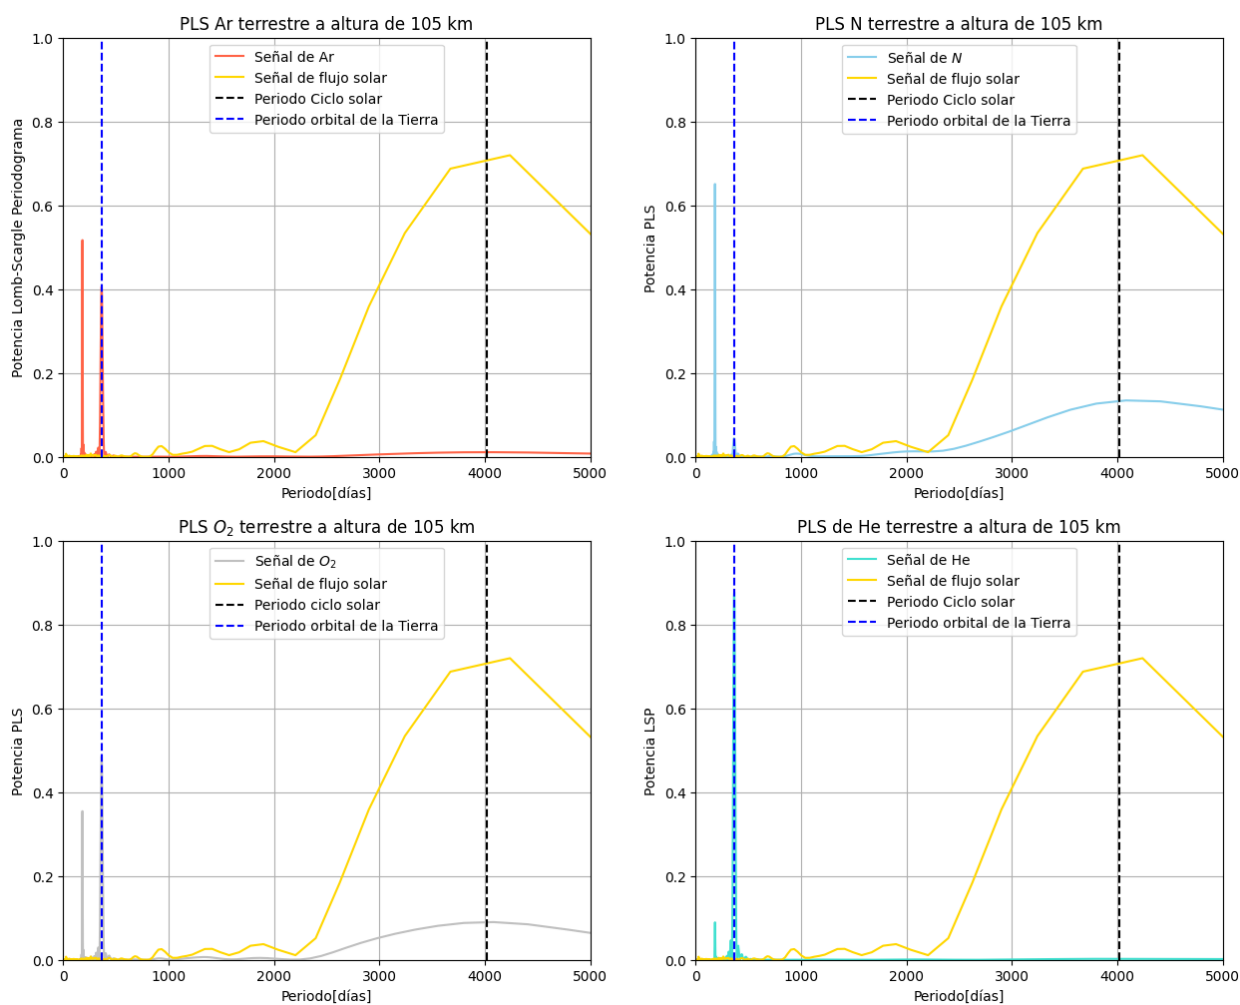 PLS Ar terrestre a altura de 105 km
Potencia Lomb-Scargle Periodograma
1.0
0.8
0.6
0.4
0.2
0.0
Señal de Ar
Señal de flujo solar
Periodo Ciclo solar
Periodo orbital de la Tierra
0 1000 2000 3000 4000 5000
Periodo[días]
PLS N terrestre a altura de 105 km
Potencia PLS
1.0
0.8
0.6
0.4
0.2
0.0
Señal de N
Señal de flujo solar
Periodo Ciclo solar
Periodo orbital de la Tierra
0 1000 2000 3000 4000 5000
Periodo[días]
PLS O₂ terrestre a altura de 105 km
Potencia PLS
1.0
0.8
0.6
0.4
0.2
0.0
Señal de O₂
Señal de flujo solar
Periodo ciclo solar
Periodo orbital de la Tierra
0 1000 2000 3000 4000 5000
Periodo[días]
PLS de He terrestre a altura de 105 km
Potencia LSP
1.0
0.8
0.6
0.4
0.2
0.0
Señal de He
Señal de flujo solar
Periodo Ciclo solar
Periodo orbital de la Tierra
0 1000 2000 3000 4000 5000
Periodo[días]